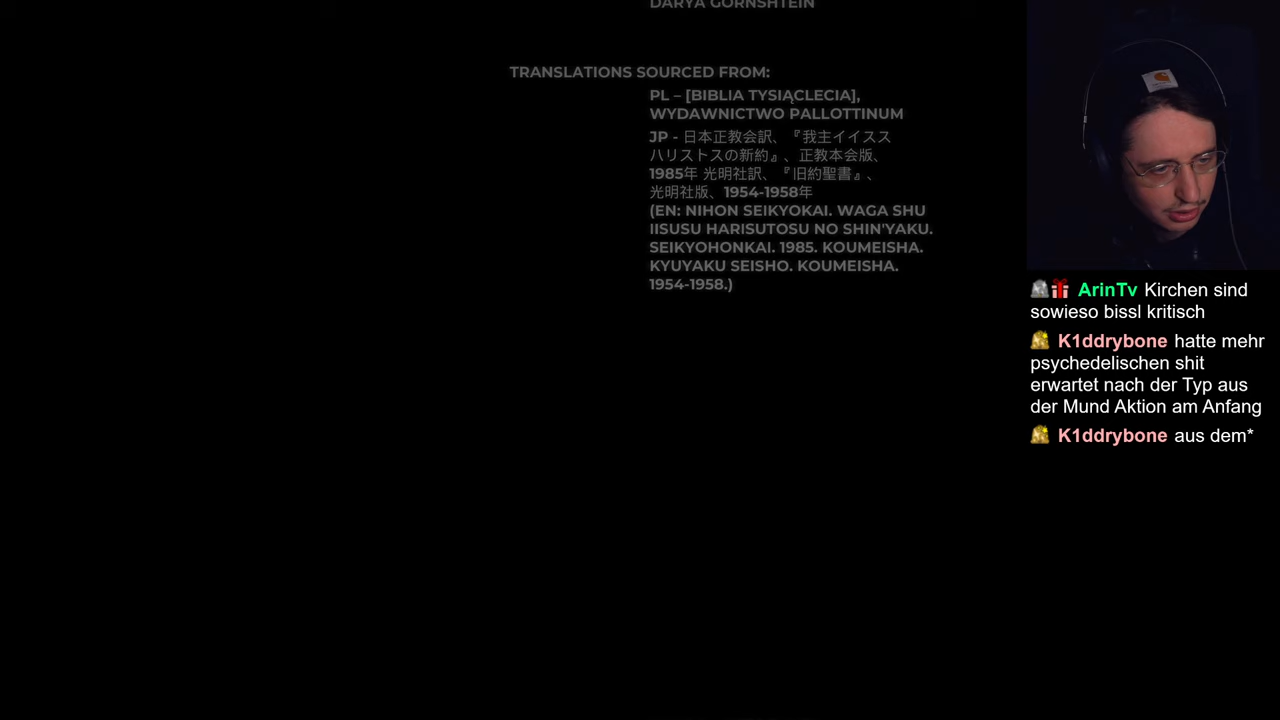 DARYA GORNSHTEIN
TRANSLATIONS SOURCED FROM:
PL – [BIBLIA TYSIĄCLECIA],
WYDAWNICTWO PALLOTTINUM
JP - 日本正教会訳、『我主イイスス
ハリストスの新約』、正教本会版、
1985年 光明社訳、『旧約聖書』、
光明社版、1954-1958年
(EN: NIHON SEIKYOKAI. WAGA SHU
IISUSU HARISUTOSU NO SHIN'YAKU.
SEIKYOHONKAI. 1985. KOUMEISHA.
KYUYAKU SEISHO. KOUMEISHA.
1954-1958.)
ArinTv Kirchen sind
sowieso bissl kritisch
K1ddrybone hatte mehr
psychedelischen shit
erwartet nach der Typ aus
der Mund Aktion am Anfang
K1ddrybone aus dem*